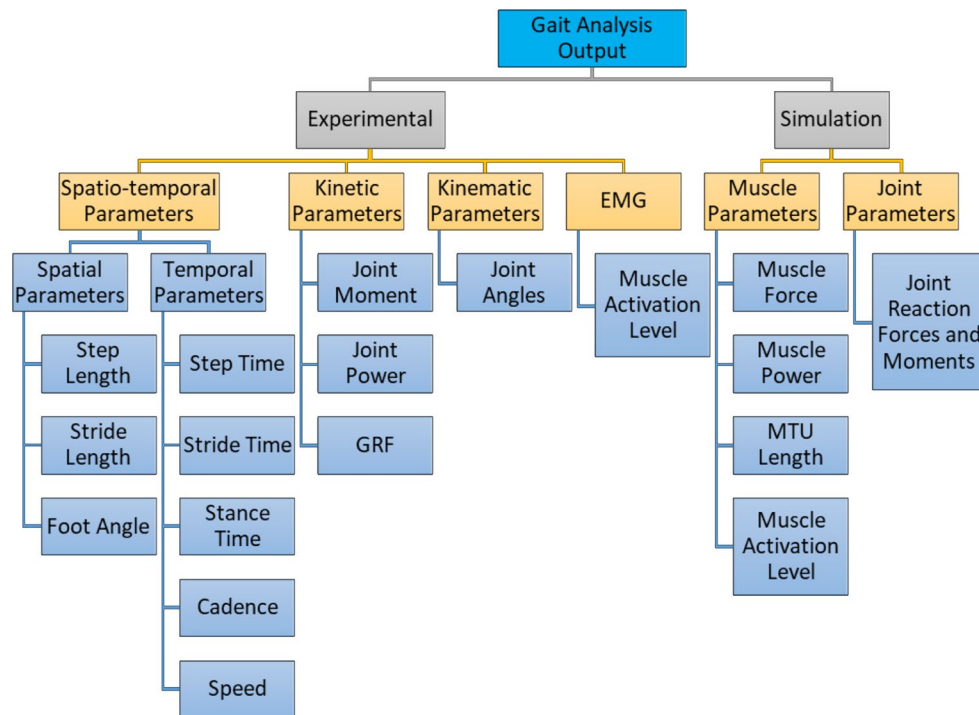 Gait Analysis
Output
Experimental
Simulation
Spatio-temporal
Parameters
Kinetic
Parameters
Kinematic
Parameters
EMG
Muscle
Parameters
Joint
Parameters
Spatial
Parameters
Temporal
Parameters
Joint
Moment
Joint
Angles
Muscle
Activation
Level
Muscle
Force
Joint
Reaction
Forces and
Moments
Step
Length
Step Time
Joint
Power
Muscle
Power
Stride
Length
Stride Time
GRF
MTU
Length
Foot Angle
Stance
Time
Muscle
Activation
Level
Cadence
Speed